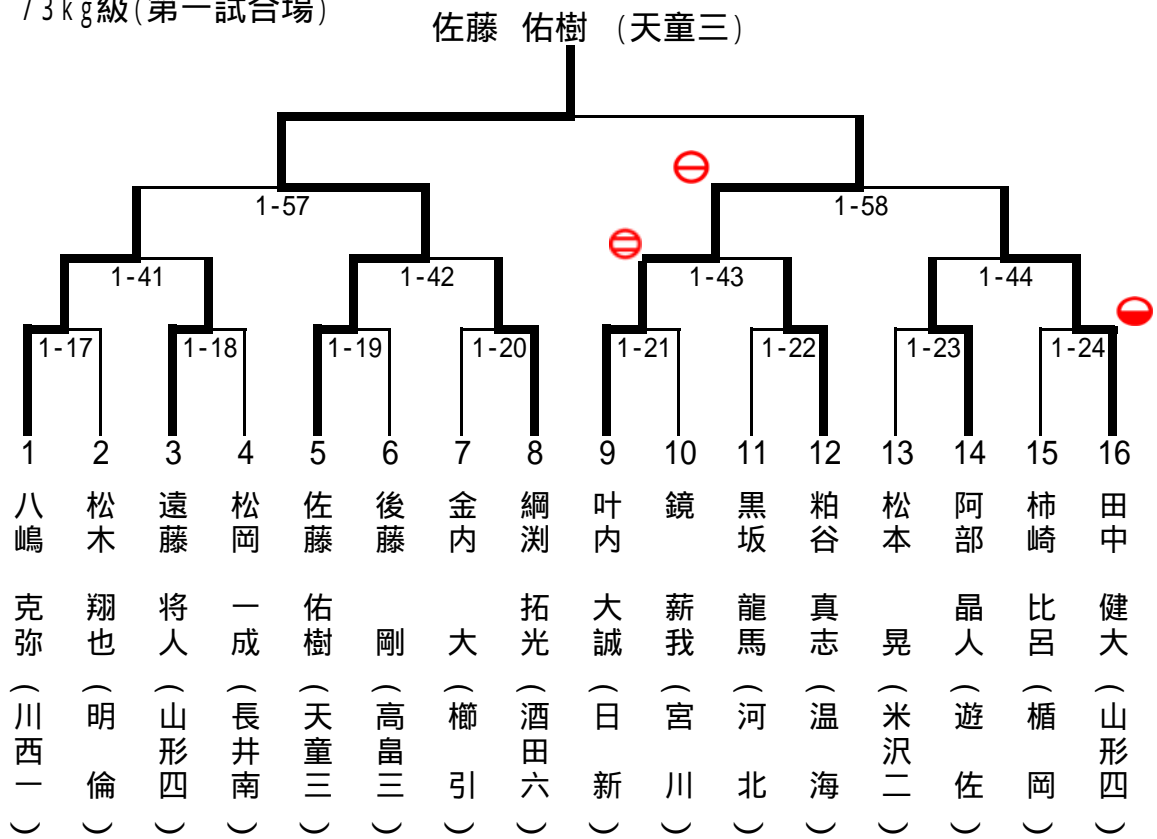 73kg級(第一試合場)
佐藤 佑樹 (天童三)
1-57 1-58
1-41 1-42 1-43 1-44
1-17 1-18 1-19 1-20 1-21 1-22 1-23 1-24
1 2 3 4 5 6 7 8 9 10 11 12 13 14 15 16
八嶋 克弥 (川西一)
松木 翔也 (明倫)
遠藤 将人 (山形四)
松岡 一成 (長井南)
佐藤 佑樹 (天童三)
後藤 剛 (高畠三)
金内 大 (櫛引)
綱渕 拓光 (酒田六)
叶内 大誠 (日新)
鏡 薪我 (宮川)
黒坂 龍馬 (河北)
粕谷 真志 (温海)
松本 晃 (米沢二)
阿部 晶人 (遊佐)
柿崎 比呂 (楯岡)
田中 健大 (山形四)